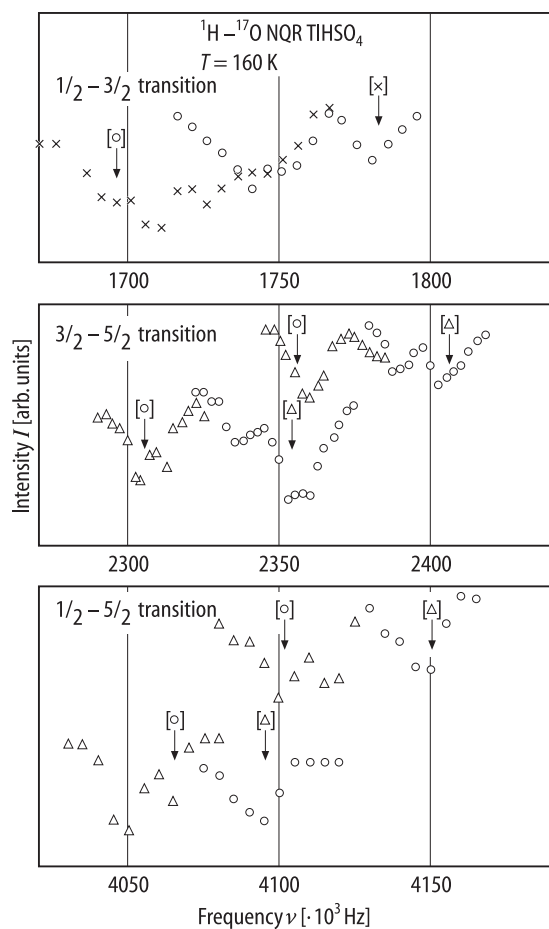 ¹H – ¹⁷O NQR TlHSO₄
T = 160 K
1/2 – 3/2 transition
[×]
[○]
1700 1750 1800
3/2 – 5/2 transition
[○] [△]
[○] [△]
2300 2350 2400
Intensity I [arb. units]
1/2 – 5/2 transition
[○] [△]
[○] [△]
4050 4100 4150
Frequency ν [·10³ Hz]